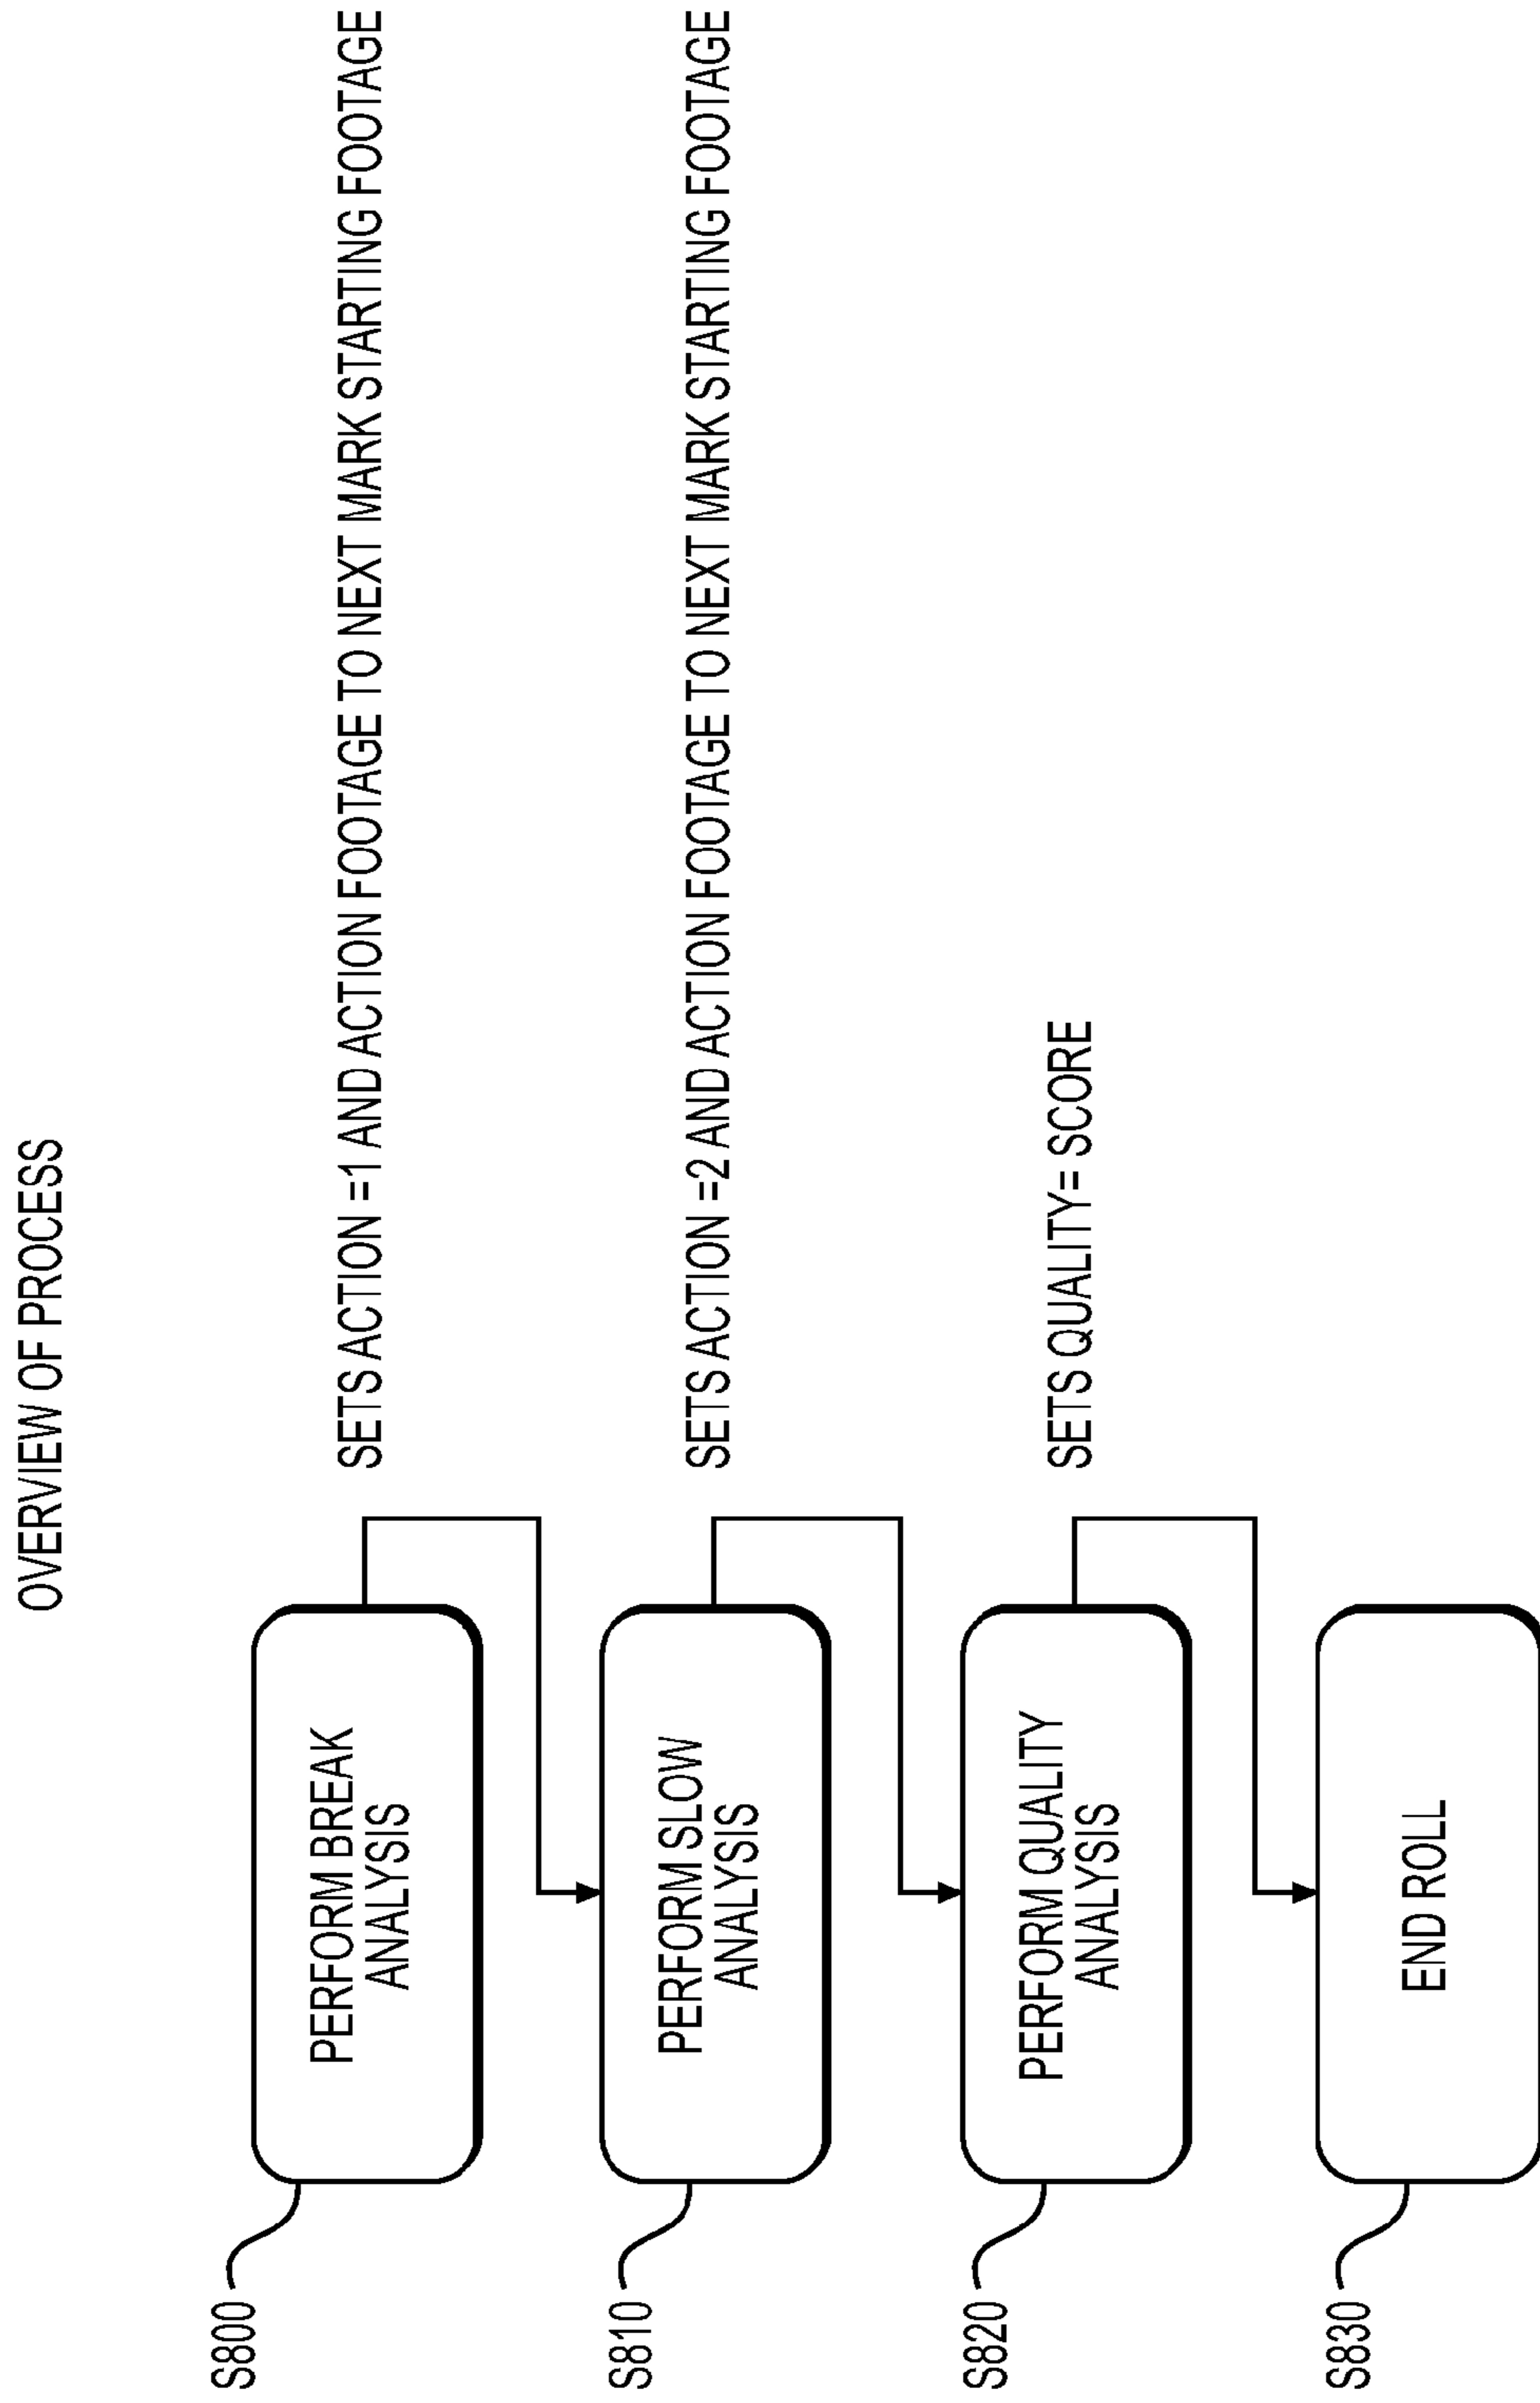 OVERVIEW OF PROCESS
S800
PERFORM BREAK
ANALYSIS
SETS ACTION =1 AND ACTION FOOTAGE TO NEXT MARK STARTING FOOTAGE
S810
PERFORM SLOW
ANALYSIS
SETS ACTION =2 AND ACTION FOOTAGE TO NEXT MARK STARTING FOOTAGE
S820
PERFORM QUALITY
ANALYSIS
SETS QUALITY= SCORE
S830
END ROLL